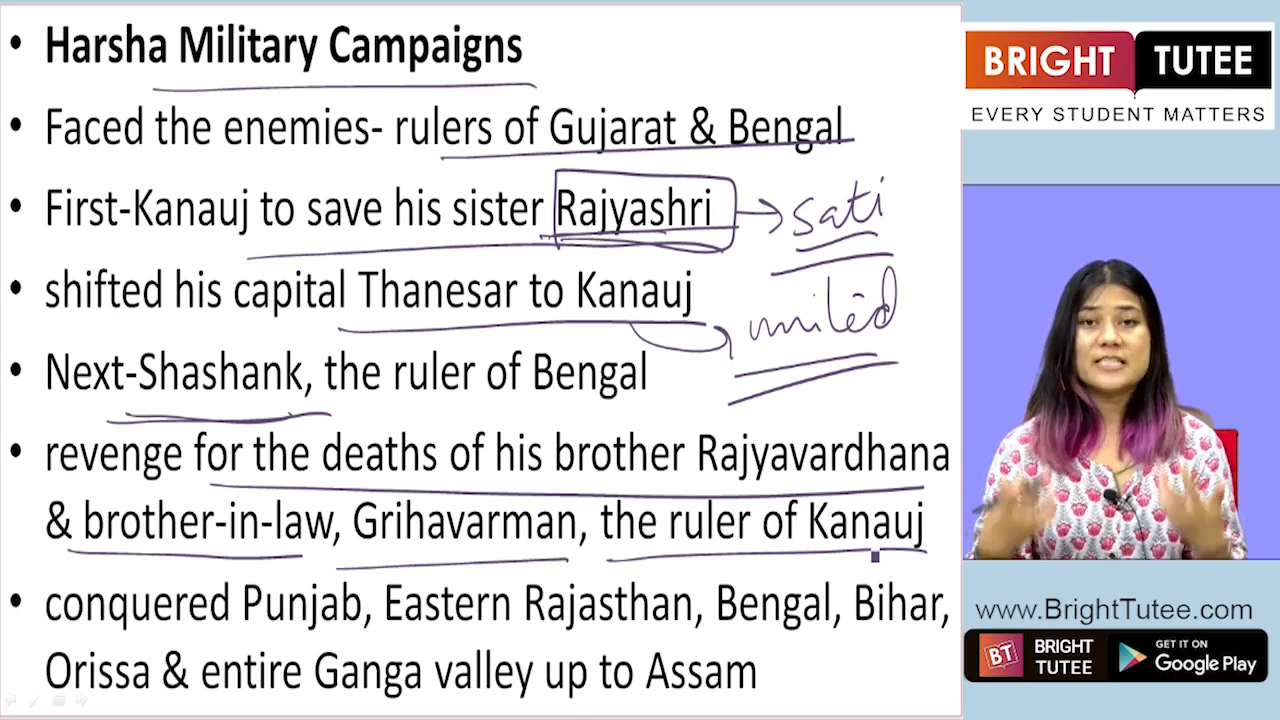 • Harsha Military Campaigns
• Faced the enemies- rulers of Gujarat & Bengal
• First-Kanauj to save his sister Rajyashri → sati
• shifted his capital Thanesar to Kanauj united
• Next-Shashank, the ruler of Bengal
• revenge for the deaths of his brother Rajyavardhana
& brother-in-law, Grihavarman, the ruler of Kanauj
• conquered Punjab, Eastern Rajasthan, Bengal, Bihar,
Orissa & entire Ganga valley up to Assam
BRIGHT TUTEE
EVERY STUDENT MATTERS
www.BrightTutee.com
BT BRIGHT TUTEE
GET IT ON
Google Play